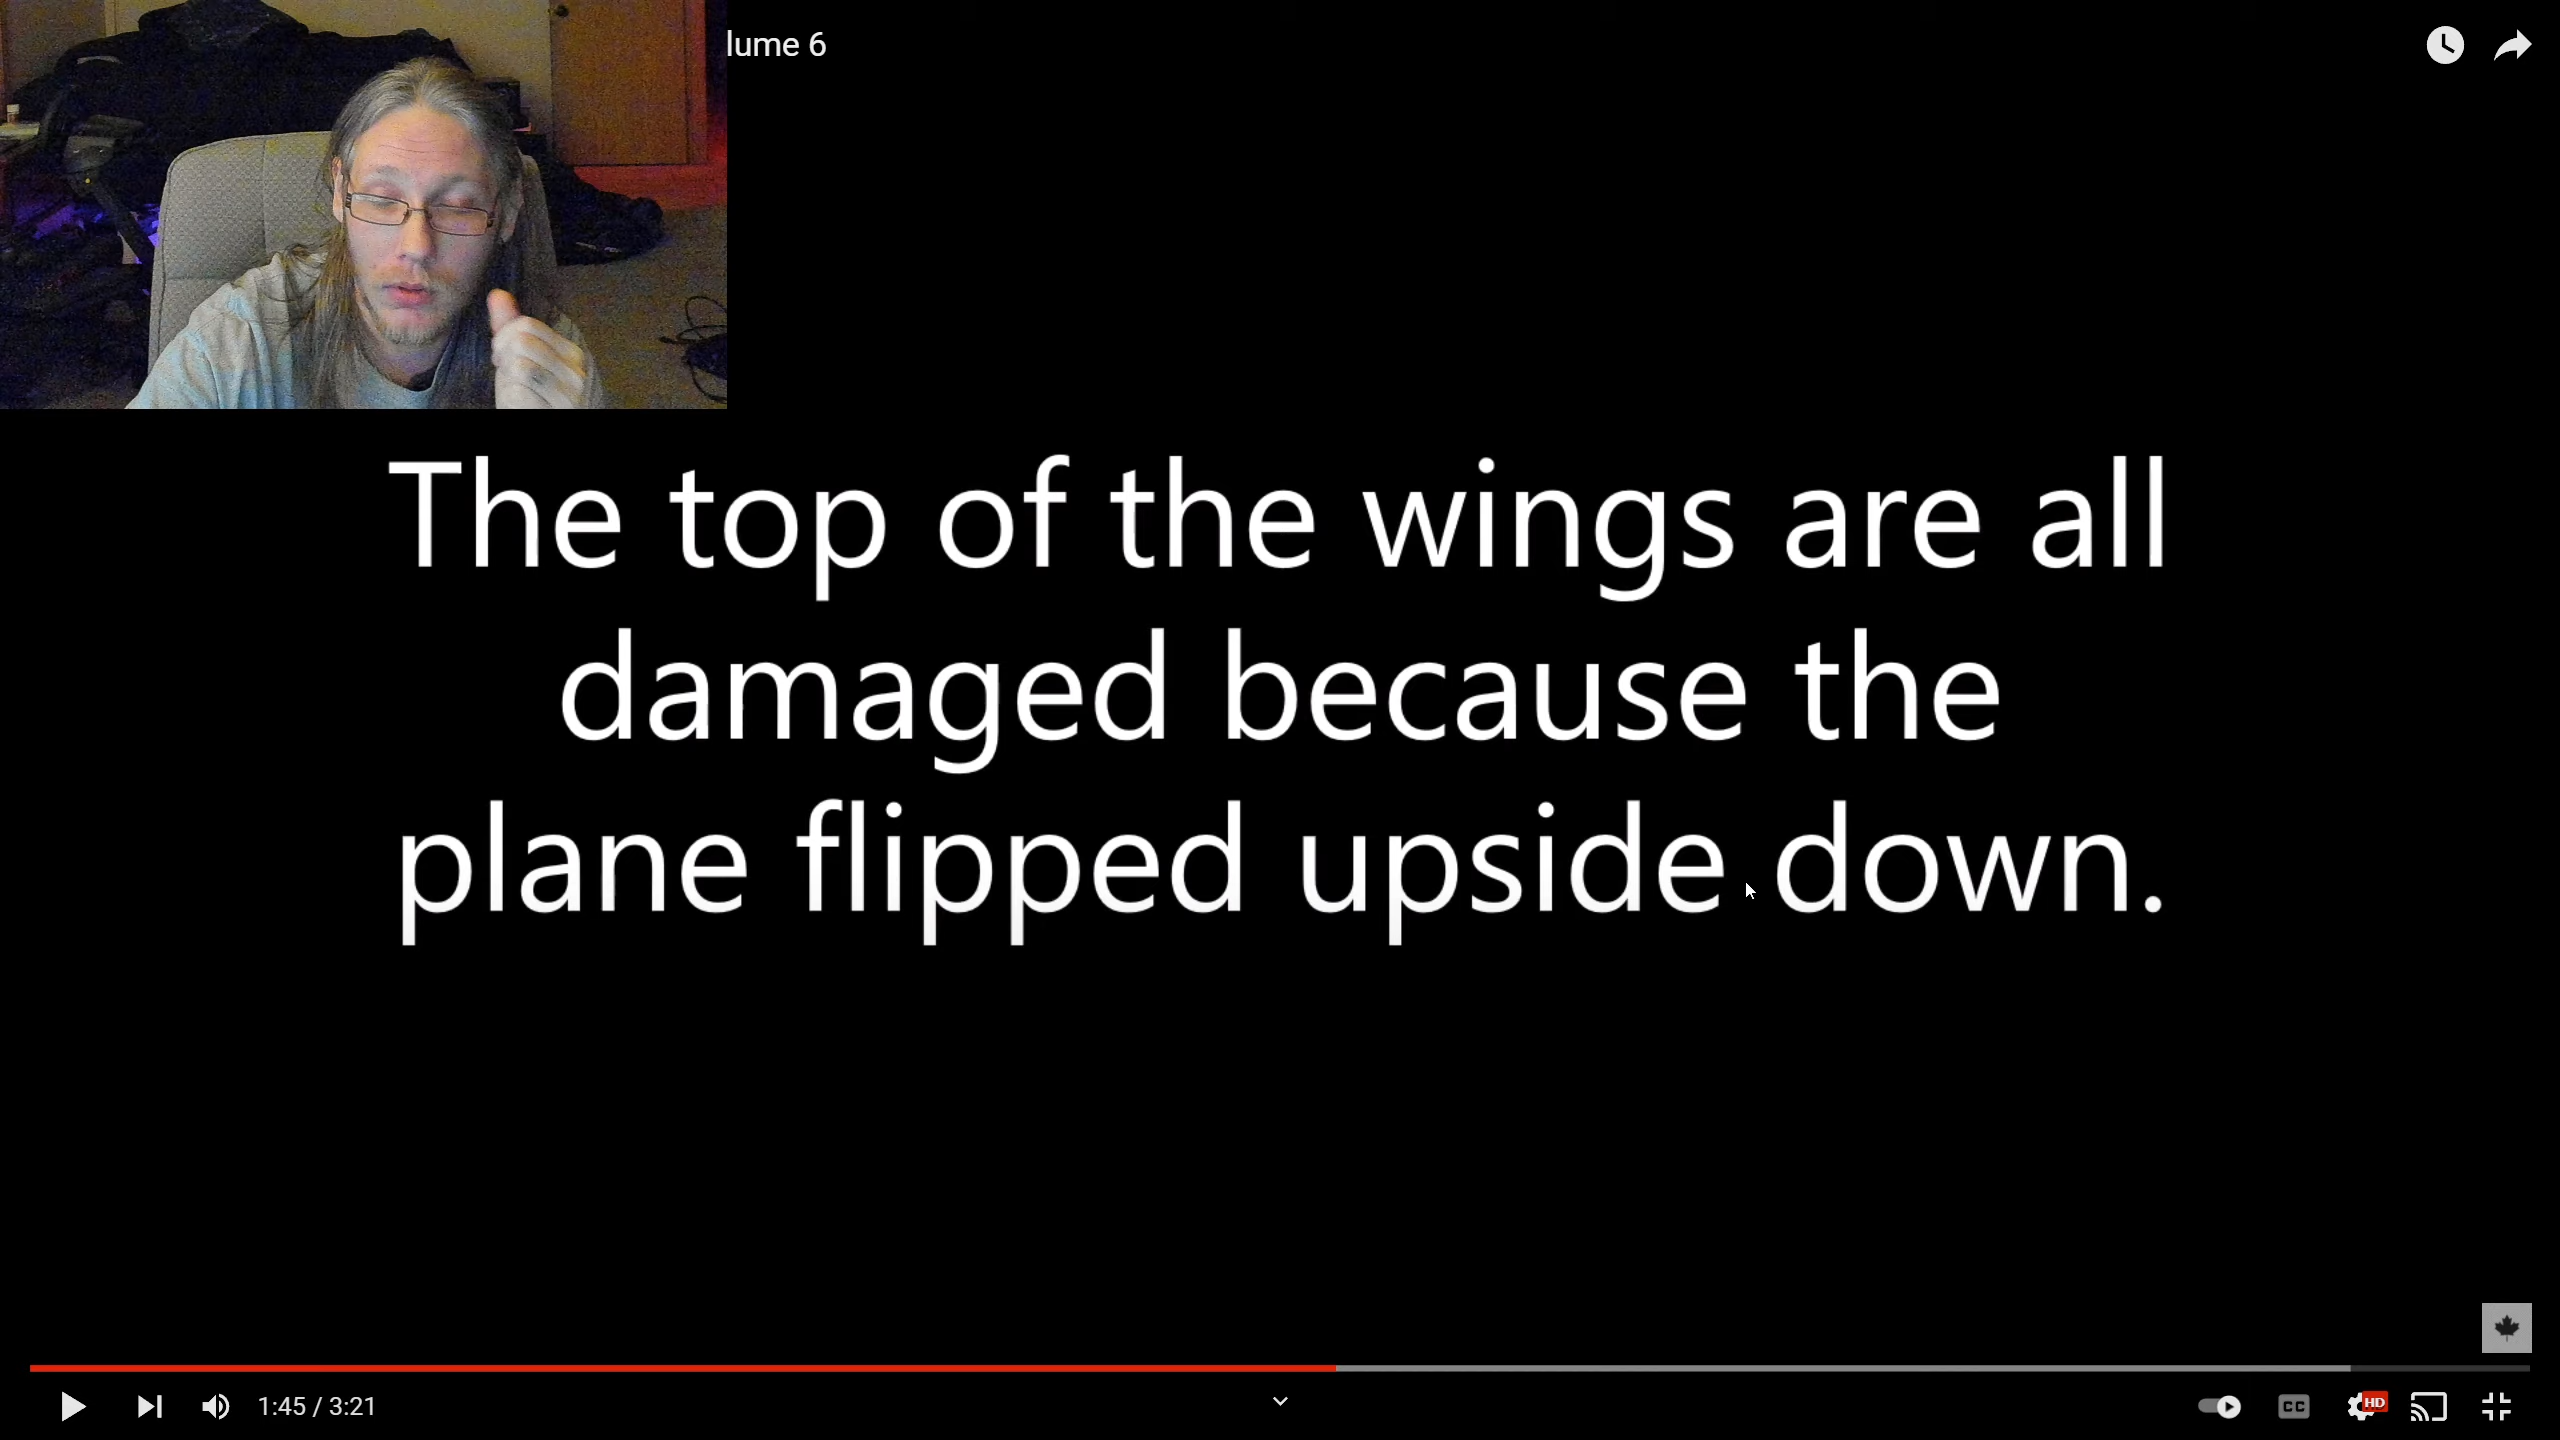 lume 6
The top of the wings are all
damaged because the
plane flipped upside down.
1:45 / 3:21
CC
HD